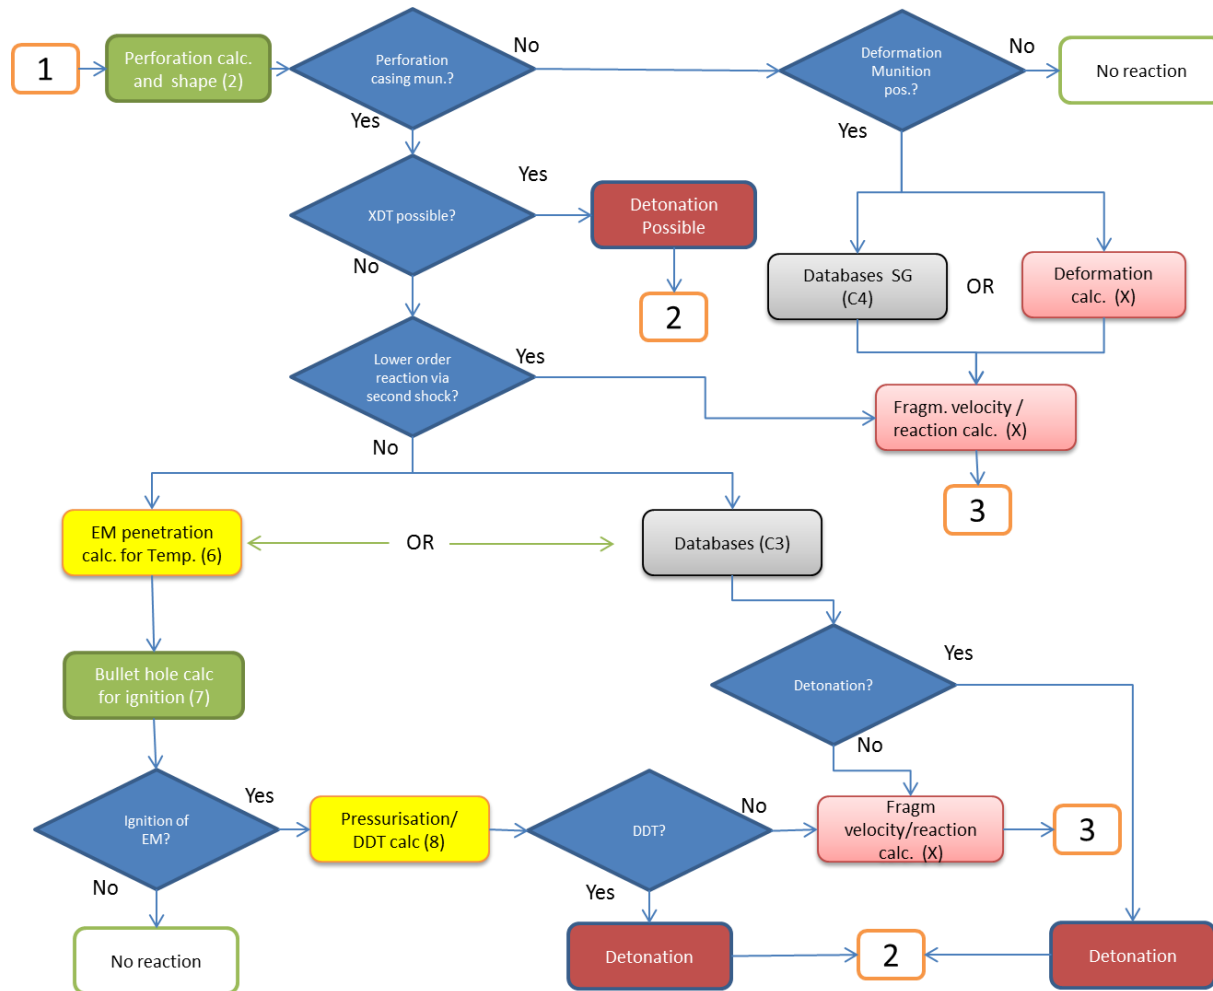 1
Perforation calc.
and shape (2)
Perforation
casing mun.?
No
Deformation
Munition
pos.?
No
No reaction
Yes
Yes
XDT possible?
Yes
Detonation
Possible
No
2
Databases SG
(C4)
OR
Deformation
calc. (X)
Lower order
reaction via
second shock?
Yes
Fragm. velocity /
reaction calc. (X)
No
3
EM penetration
calc. for Temp. (6)
OR
Databases (C3)
Bullet hole calc
for ignition (7)
Detonation?
Yes
No
Ignition of
EM?
Yes
Pressurisation/
DDT calc (8)
DDT?
No
Fragm
velocity/reaction
calc. (X)
3
No
Yes
No reaction
Detonation
2
Detonation